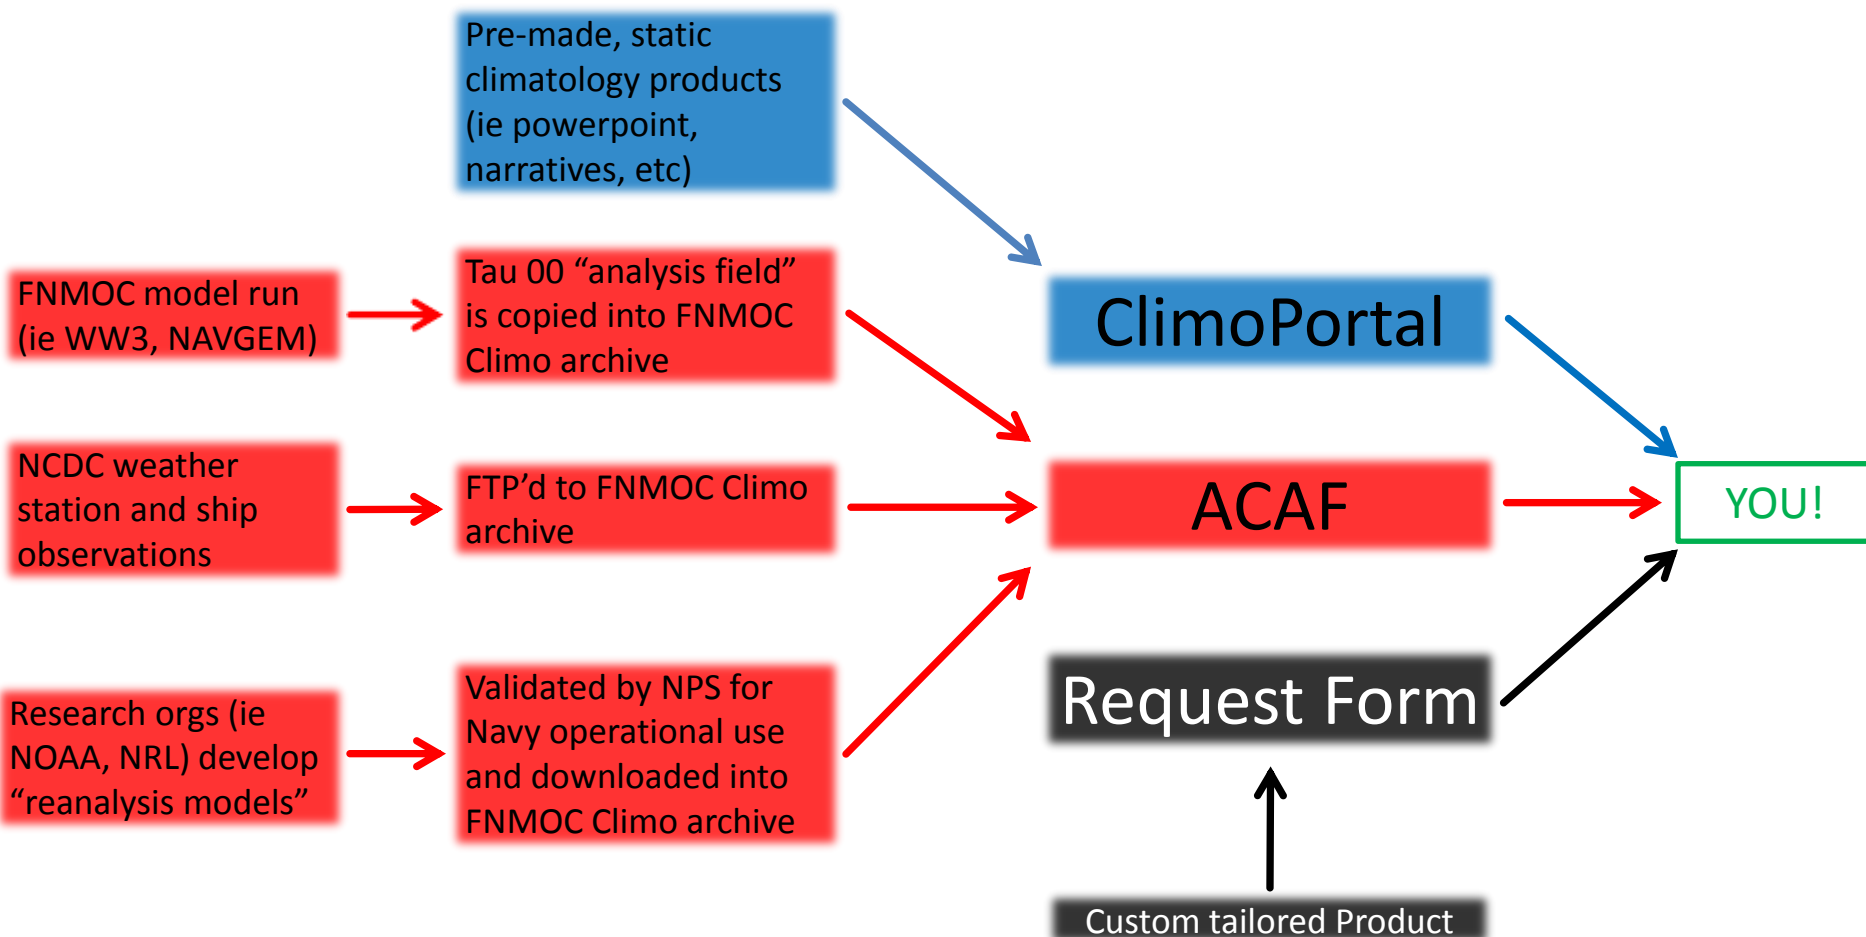 Pre-made, static
climatology products
(ie powerpoint,
narratives, etc)
FNMOC model run
(ie WW3, NAVGEM)
Tau 00 “analysis field”
is copied into FNMOC
Climo archive
ClimoPortal
NCDC weather
station and ship
observations
FTP’d to FNMOC Climo
archive
ACAF
YOU!
Research orgs (ie
NOAA, NRL) develop
“reanalysis models”
Validated by NPS for
Navy operational use
and downloaded into
FNMOC Climo archive
Request Form
Custom tailored Product